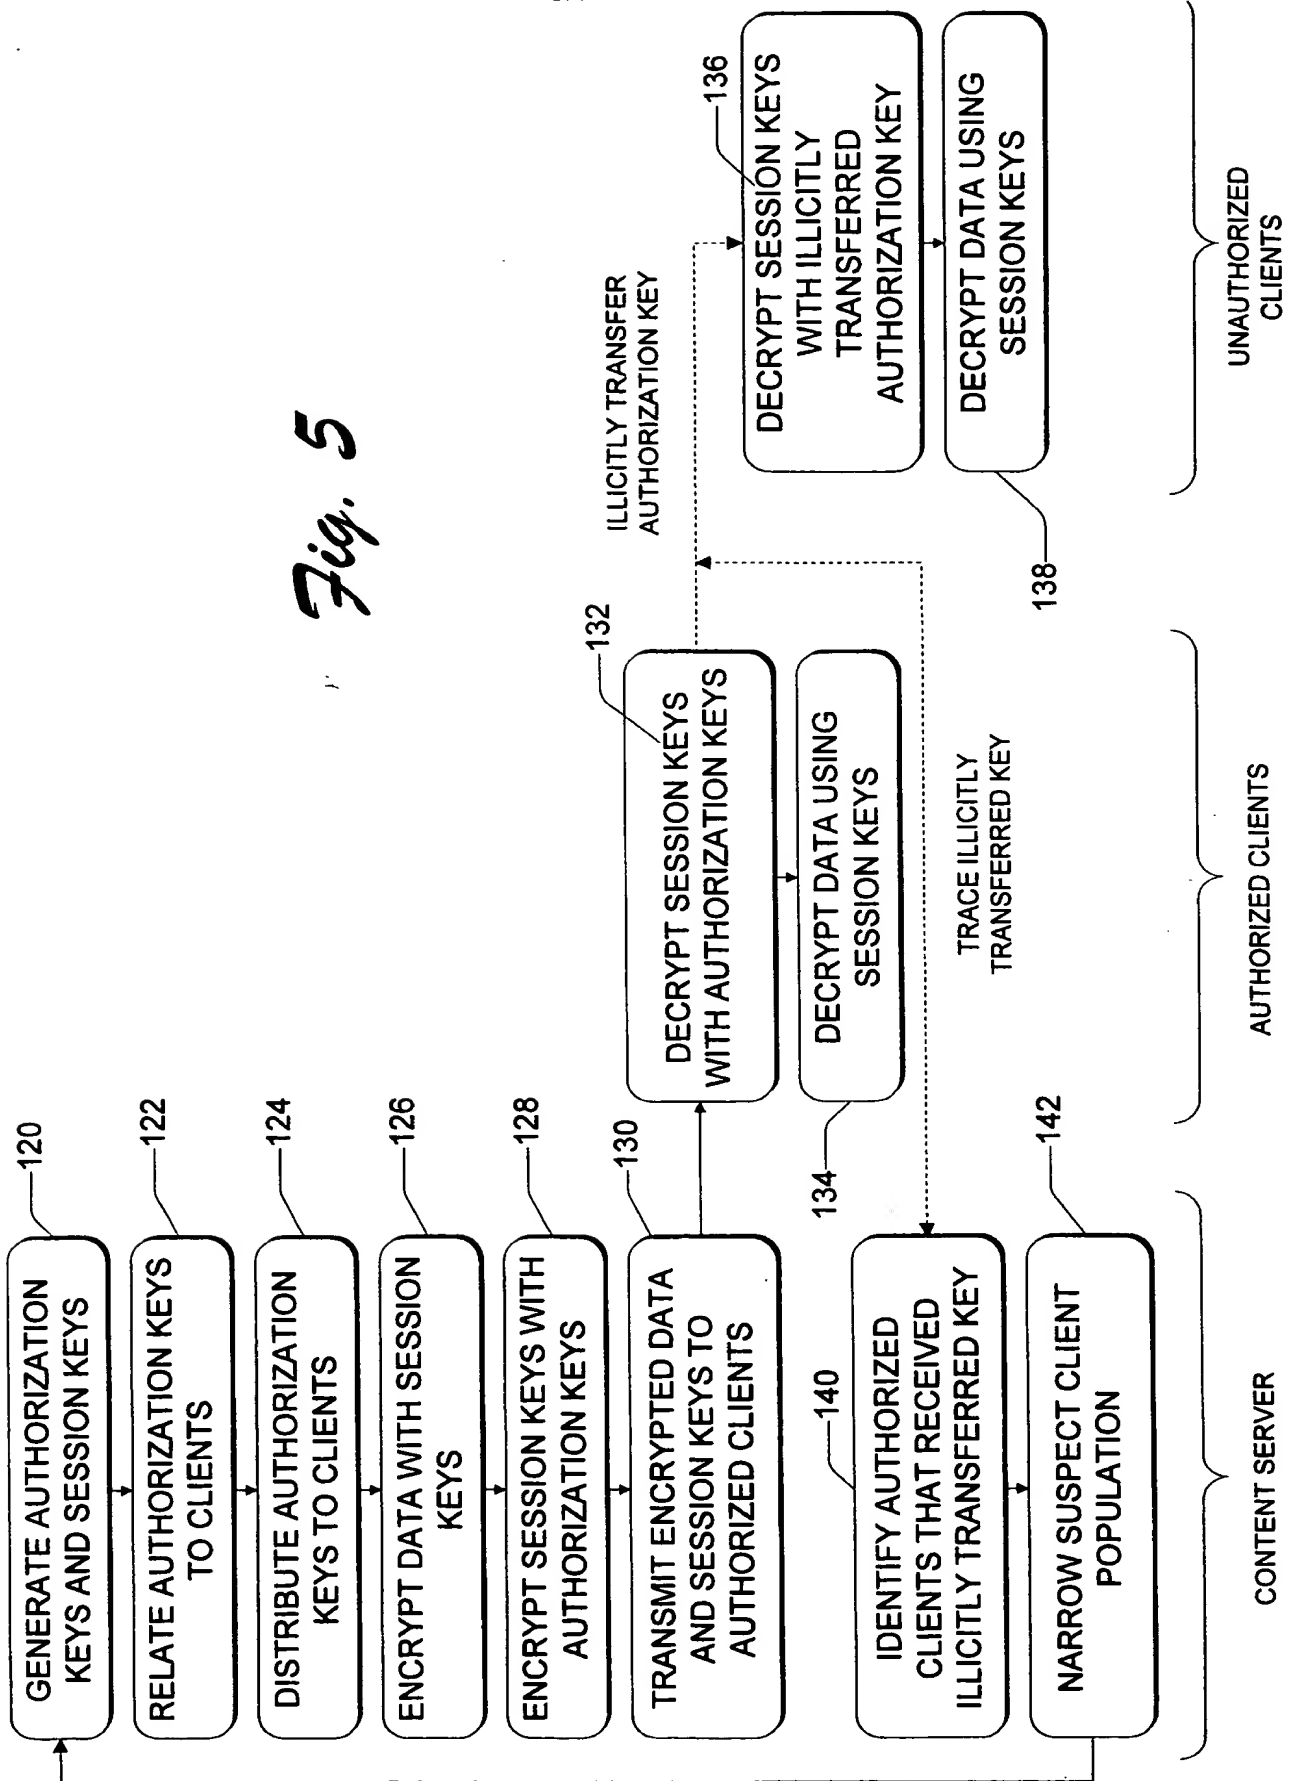 GENERATE AUTHORIZATION
KEYS AND SESSION KEYS
120
RELATE AUTHORIZATION KEYS
TO CLIENTS
122
DISTRIBUTE AUTHORIZATION
KEYS TO CLIENTS
124
ENCRYPT DATA WITH SESSION
KEYS
126
ENCRYPT SESSION KEYS WITH
AUTHORIZATION KEYS
128
TRANSMIT ENCRYPTED DATA
AND SESSION KEYS TO
AUTHORIZED CLIENTS
130
DECRYPT SESSION KEYS
WITH AUTHORIZATION KEYS
132
DECRYPT DATA USING
SESSION KEYS
134
ILLICITLY TRANSFER
AUTHORIZATION KEY
DECRYPT SESSION KEYS
WITH ILLICITLY
TRANSFERRED
AUTHORIZATION KEY
136
DECRYPT DATA USING
SESSION KEYS
138
TRACE ILLICITLY
TRANSFERRED KEY
140
IDENTIFY AUTHORIZED
CLIENTS THAT RECEIVED
ILLICITLY TRANSFERRED KEY
NARROW SUSPECT CLIENT
POPULATION
142
CONTENT SERVER
AUTHORIZED CLIENTS
UNAUTHORIZED
CLIENTS
Fig. 5